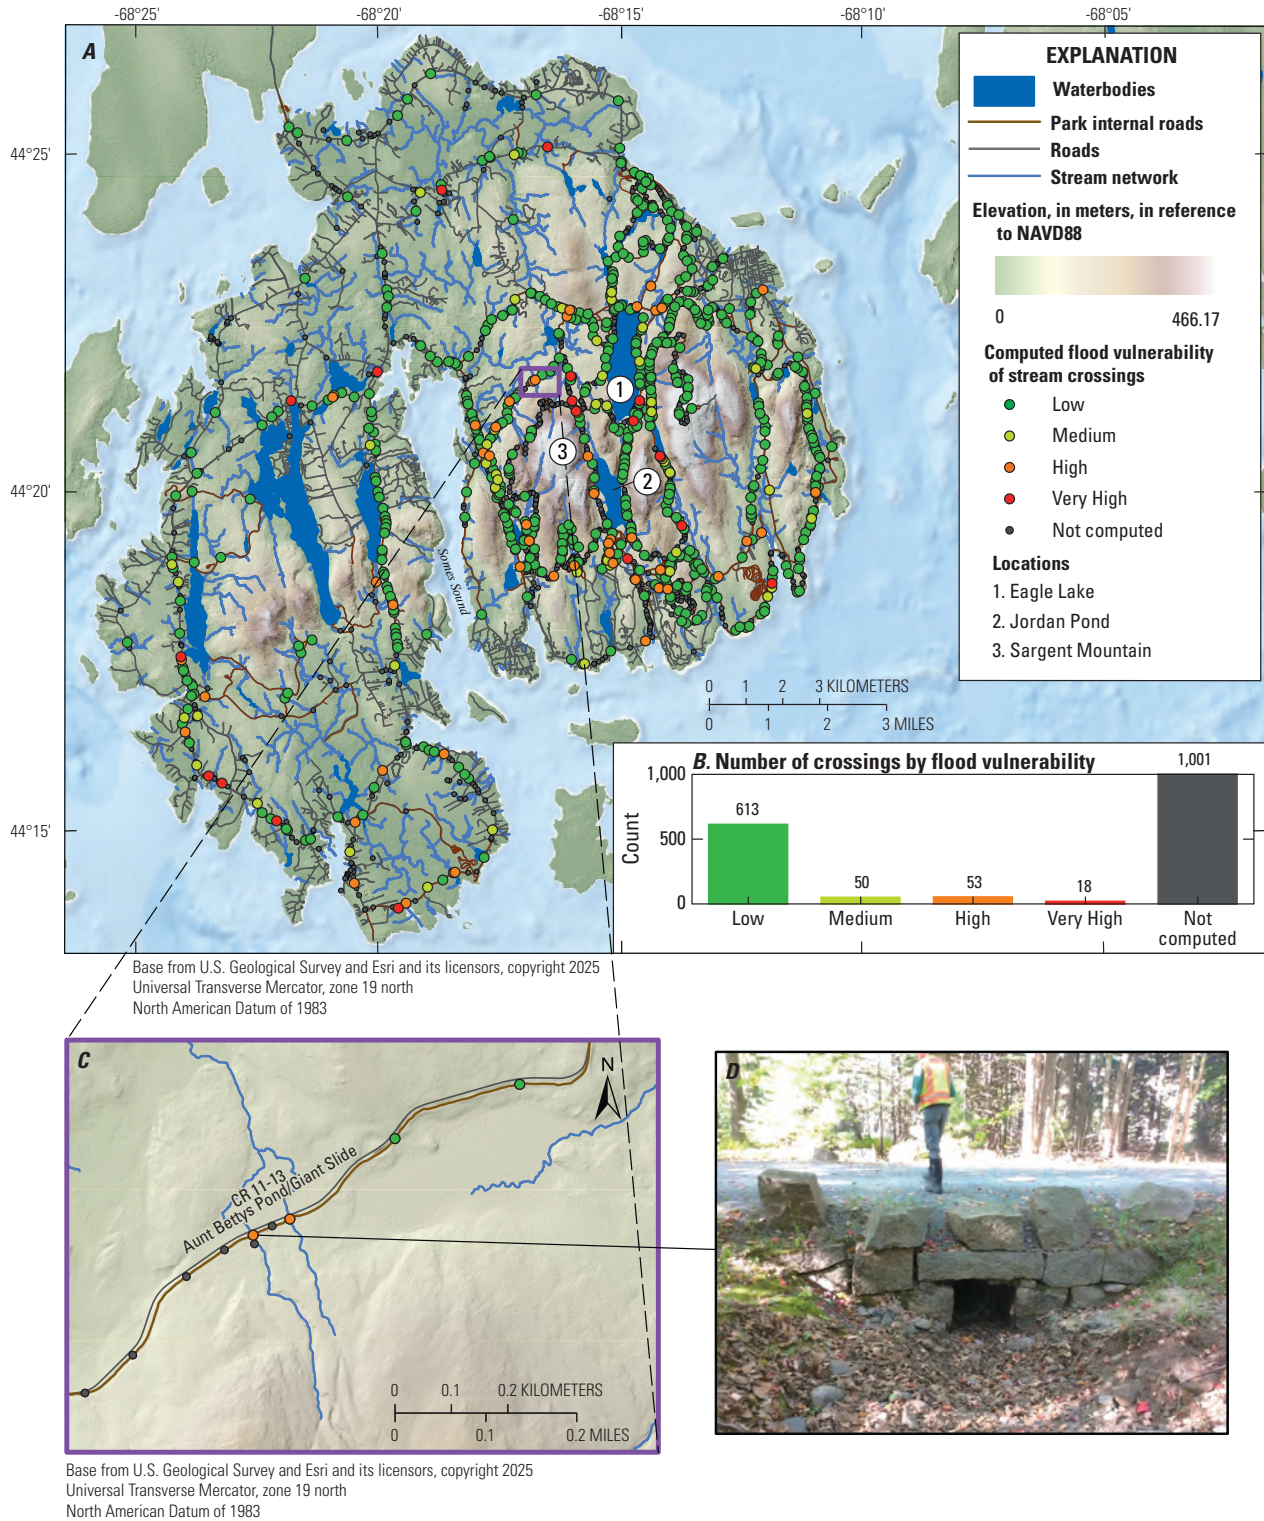 -68°25'
-68°20'
-68°15'
-68°10'
-68°05'
A
44°25'
44°20'
44°15'
EXPLANATION
Waterbodies
Park internal roads
Roads
Stream network
Elevation, in meters, in reference
to NAVD88
0
466.17
Computed flood vulnerability
of stream crossings
Low
Medium
High
Very High
Not computed
Locations
1. Eagle Lake
2. Jordan Pond
3. Sargent Mountain
1
2
3
Somes Sound
0 1 2 3 KILOMETERS
0 1 2 3 MILES
B. Number of crossings by flood vulnerability
Count
1,000
500
0
613
50
53
18
1,001
Low
Medium
High
Very High
Not
computed
Base from U.S. Geological Survey and Esri and its licensors, copyright 2025
Universal Transverse Mercator, zone 19 north
North American Datum of 1983
C
N
CR 11-13
Aunt Bettys Pond/Giant Slide
0 0.1 0.2 KILOMETERS
0 0.1 0.2 MILES
D
Base from U.S. Geological Survey and Esri and its licensors, copyright 2025
Universal Transverse Mercator, zone 19 north
North American Datum of 1983